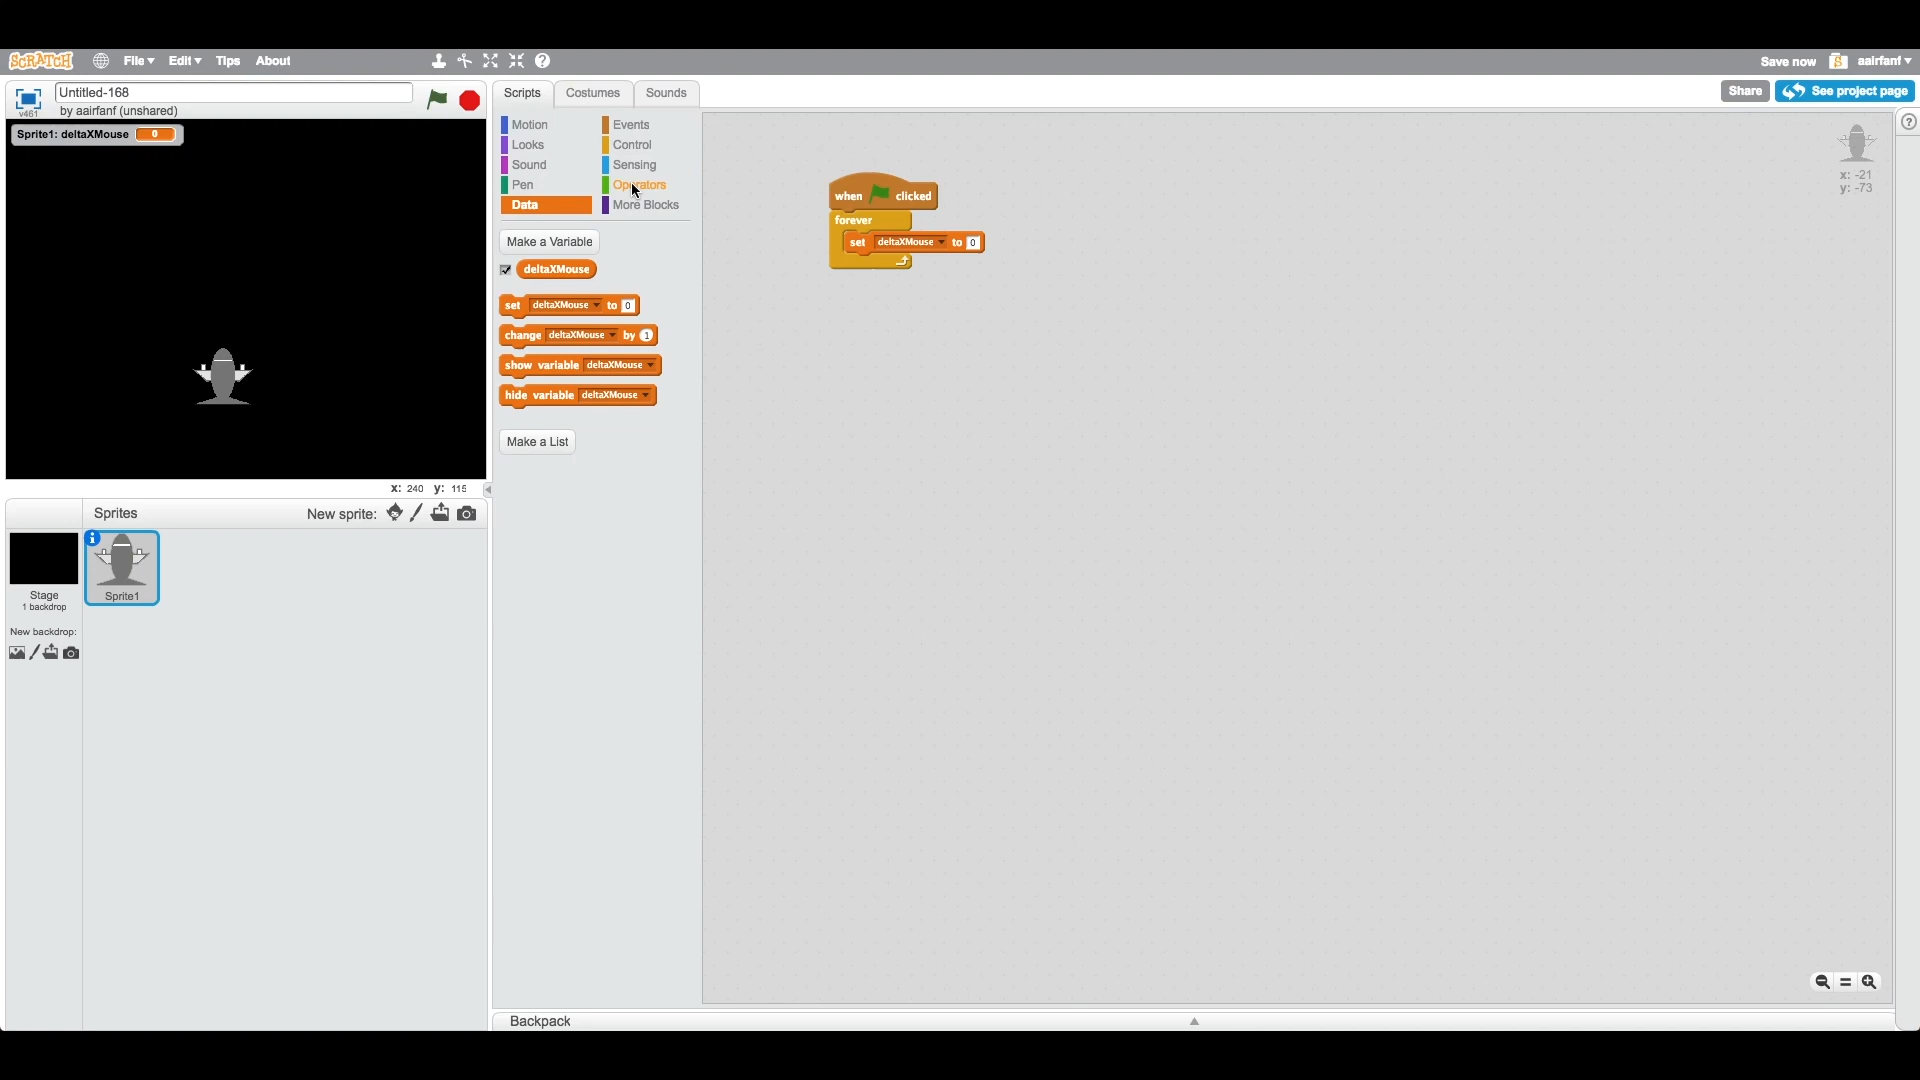 SCRATCH File Edit Tips About Save now aairfanf
Untitled-168
by aairfanf (unshared)
v461
Scripts Costumes Sounds
Share See project page
Sprite1: deltaXMouse 0
Motion Events
Looks Control
Sound Sensing
Pen Operators
Data More Blocks
Make a Variable
deltaXMouse
set deltaXMouse to 0
change deltaXMouse by 1
show variable deltaXMouse
hide variable deltaXMouse
Make a List
when clicked
forever
set deltaXMouse to 0
x: -21
y: -73
x: 240 y: 115
Sprites New sprite:
Stage
1 backdrop
Sprite1
New backdrop:
Backpack